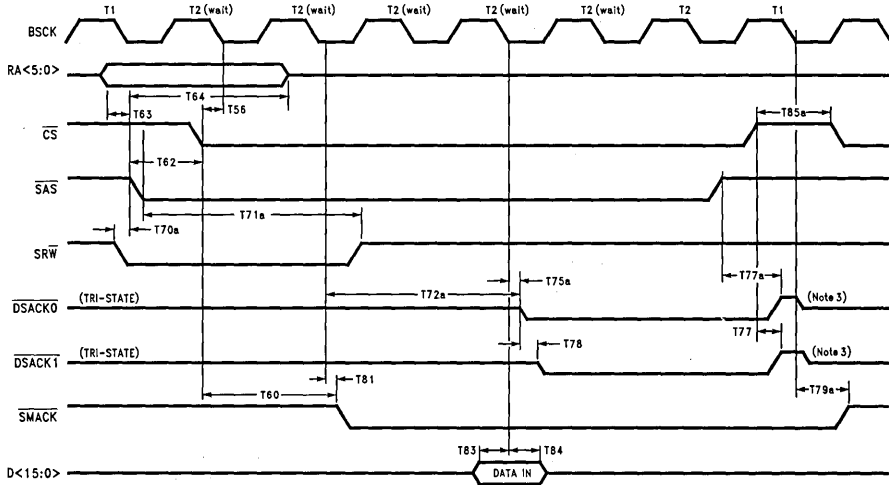 T1 T2 (wait) T2 (wait) T2 (wait) T2 (wait) T2 (wait) T2 T1
BSCK
RA<5:0>
T64
T63 T56
T85a
CS
T62
SAS
T71a
T70a
SRW
T77a
T75a
T72a
DSACK0 (TRI-STATE) (Note 3)
T77
T78
DSACK1 (TRI-STATE) (Note 3)
T81
T60 T79a
SMACK
T83 T84
D<15:0> DATA IN